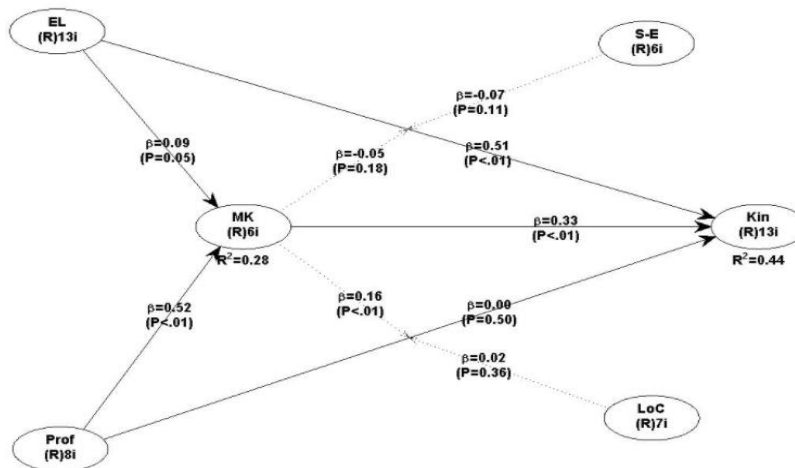 EL
(R)13i
S-E
(R)6i
β=-0.07
(P=0.11)
β=0.09
(P=0.05)
β=-0.05
(P=0.18)
β=0.51
(P<.01)
MK
(R)6i
R²=0.28
β=0.33
(P<.01)
Kin
(R)13i
R²=0.44
β=0.52
(P<.01)
β=0.16
(P<.01)
β=0.00
(P=0.50)
β=0.02
(P=0.36)
LoC
(R)7i
Prof
(R)8i